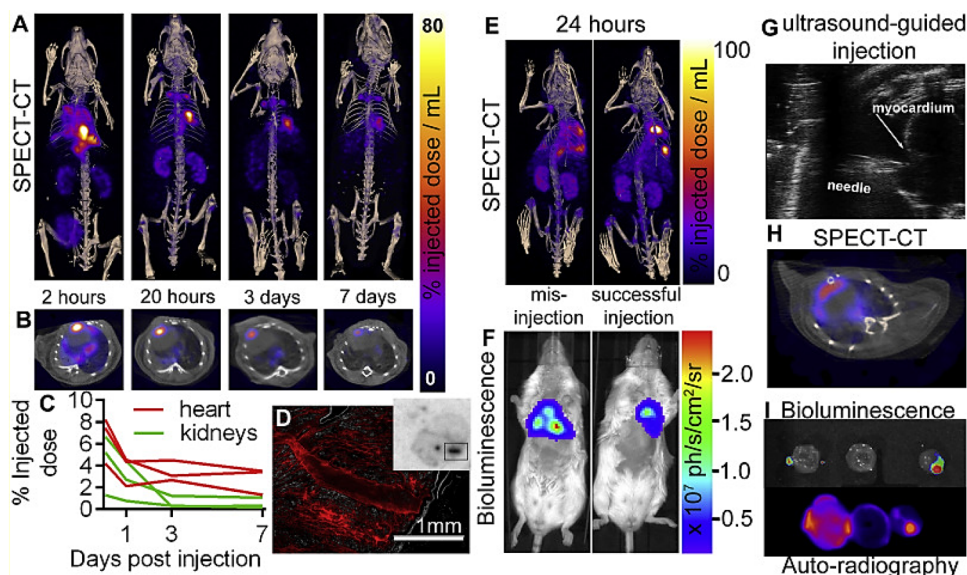 A
SPECT-CT
80
% injected dose / mL
0
2 hours
20 hours
3 days
7 days
B
C
% Injected
dose
10
8
6
4
2
0
heart
kidneys
1
3
7
Days post injection
D
1mm
E
24 hours
SPECT-CT
100
% injected dose / mL
0
mis-
injection
successful
injection
F
Bioluminescence
2.0
1.5
1.0
0.5
x 10⁷ ph/s/cm²/sr
G
ultrasound-guided
injection
myocardium
needle
H
SPECT-CT
I
Bioluminescence
Auto-radiography